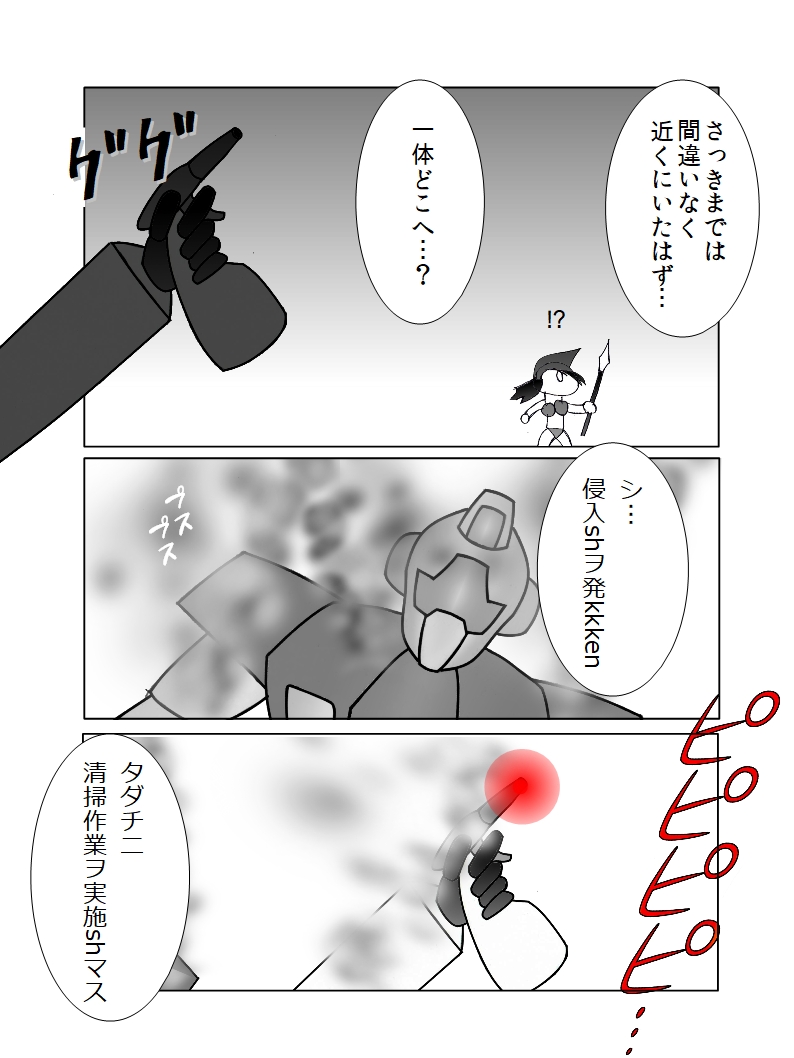 さっきまでは
間違いなく
近くにいたはず…
一体どこへ…？
グググ
!?
シ…
侵入shヲ発kkken
プス
プス
ピピピピ…
タダチニ
清掃作業ヲ実施shマス